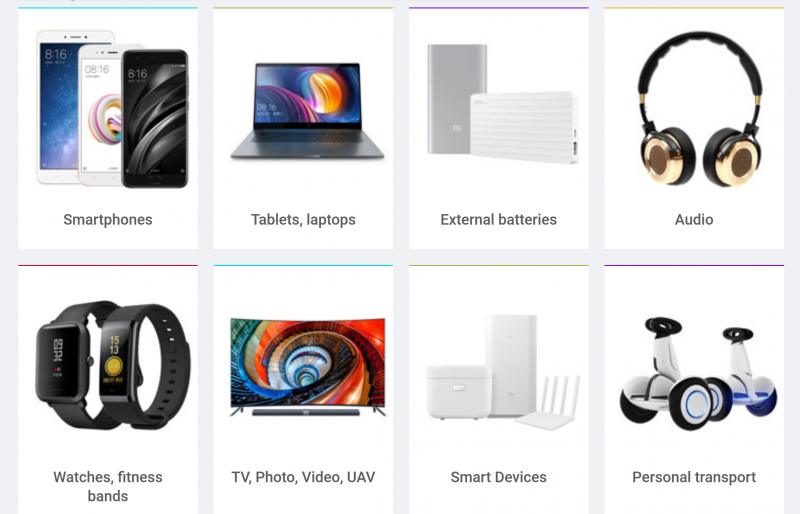 8:16
08:16
8:16
08:16
Smartphones
Tablets, laptops
External batteries
Audio
15
13
Watches, fitness
bands
TV, Photo, Video, UAV
Smart Devices
Personal transport